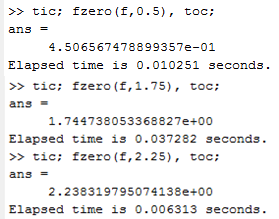 >> tic; fzero(f,0.5), toc;
ans =
4.506567478899357e-01
Elapsed time is 0.010251 seconds.
>> tic; fzero(f,1.75), toc;
ans =
1.744738053368827e+00
Elapsed time is 0.037282 seconds.
>> tic; fzero(f,2.25), toc;
ans =
2.238319795074138e+00
Elapsed time is 0.006313 seconds.